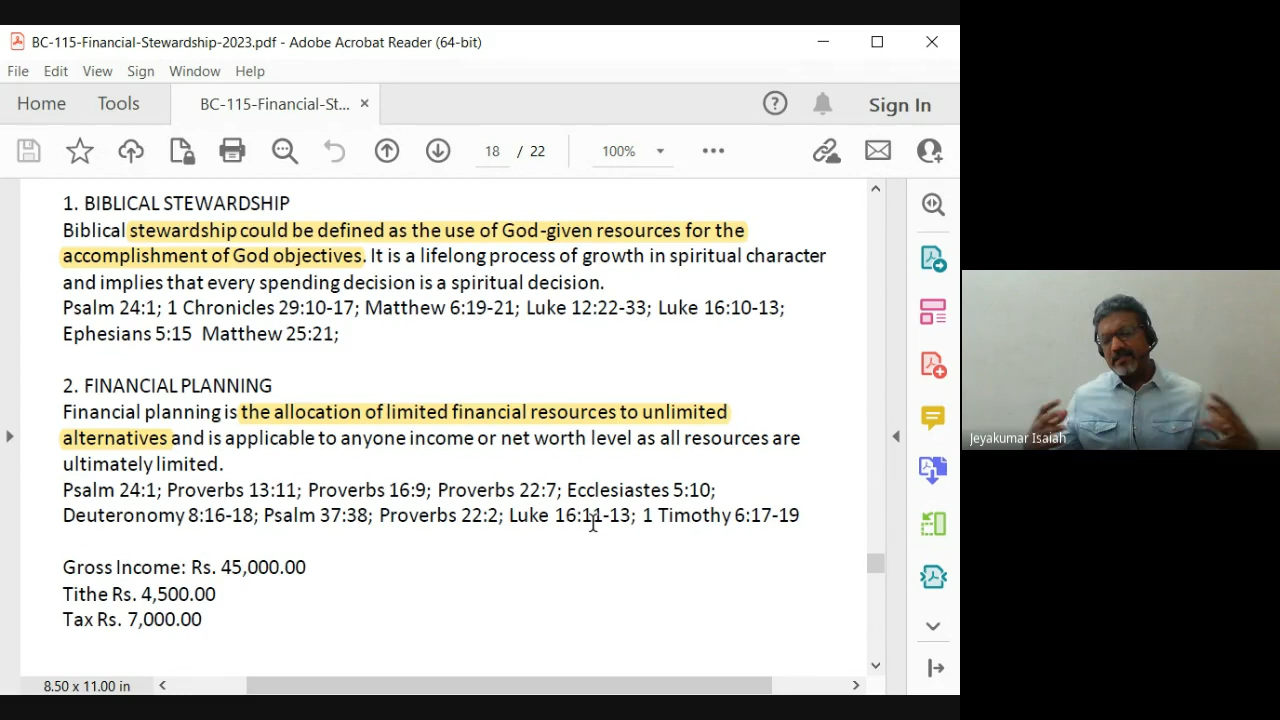 BC-115-Financial-Stewardship-2023.pdf - Adobe Acrobat Reader (64-bit)
File Edit View Sign Window Help
Home Tools BC-115-Financial-St... × Sign In
18 / 22 100%
1. BIBLICAL STEWARDSHIP
Biblical stewardship could be defined as the use of God-given resources for the
accomplishment of God objectives. It is a lifelong process of growth in spiritual character
and implies that every spending decision is a spiritual decision.
Psalm 24:1; 1 Chronicles 29:10-17; Matthew 6:19-21; Luke 12:22-33; Luke 16:10-13;
Ephesians 5:15 Matthew 25:21;
2. FINANCIAL PLANNING
Financial planning is the allocation of limited financial resources to unlimited
alternatives and is applicable to anyone income or net worth level as all resources are
ultimately limited.
Psalm 24:1; Proverbs 13:11; Proverbs 16:9; Proverbs 22:7; Ecclesiastes 5:10;
Deuteronomy 8:16-18; Psalm 37:38; Proverbs 22:2; Luke 16:11-13; 1 Timothy 6:17-19
Gross Income: Rs. 45,000.00
Tithe Rs. 4,500.00
Tax Rs. 7,000.00
8.50 x 11.00 in
Jeyakumar Isaiah